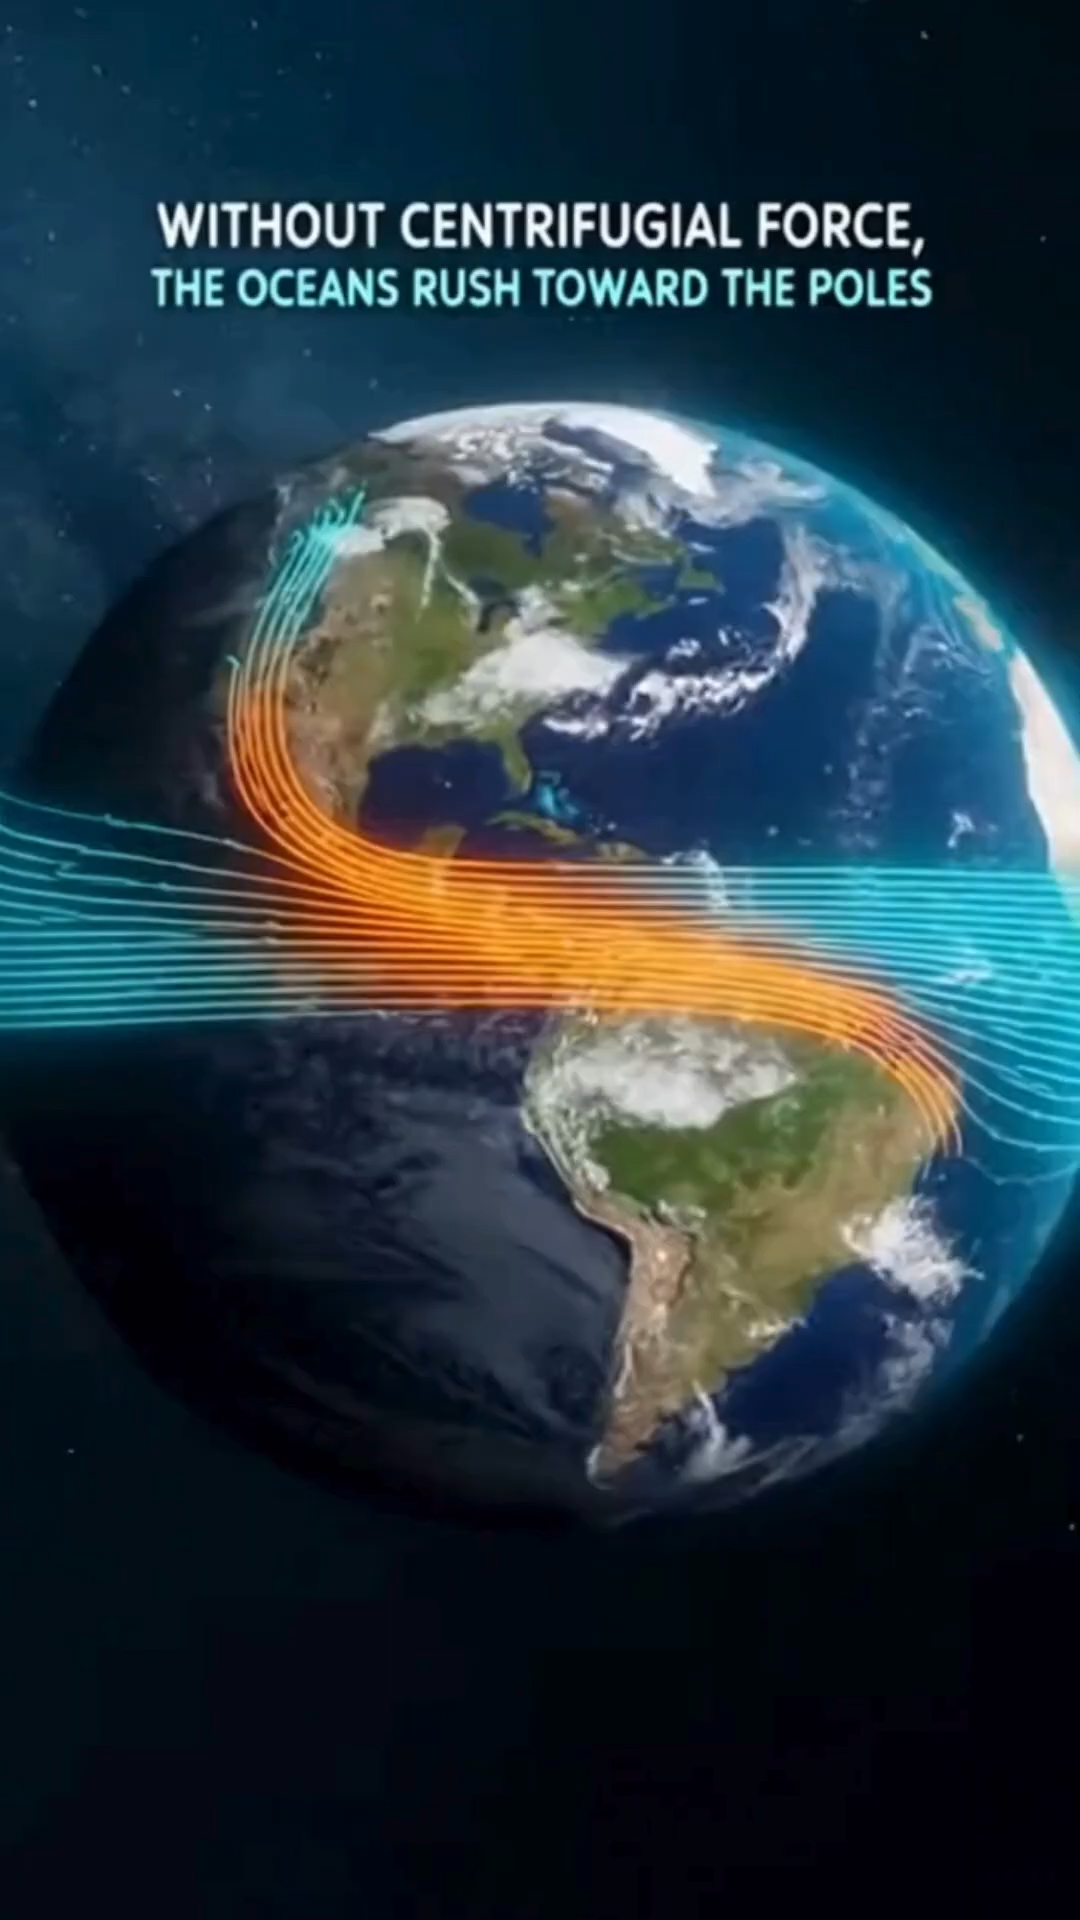 WITHOUT CENTRIFUGIAL FORCE,
THE OCEANS RUSH TOWARD THE POLES